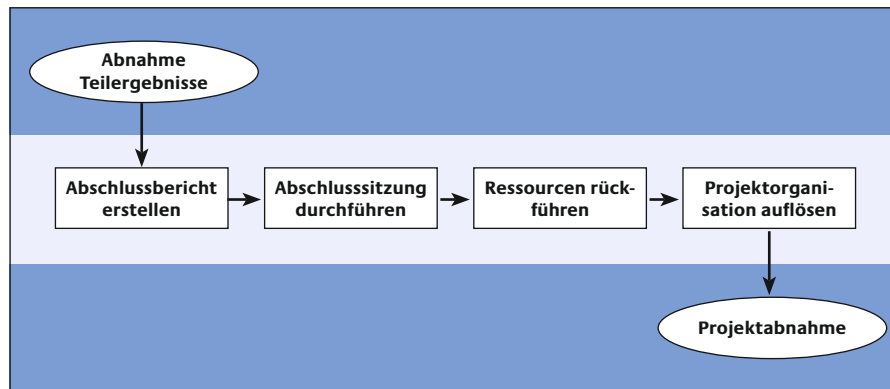 Abnahme
Teilergebnisse
Abschlussbericht
erstellen
Abschlusssitzung
durchführen
Ressourcen rück-
führen
Projektorgani-
sation auflösen
Projektabnahme